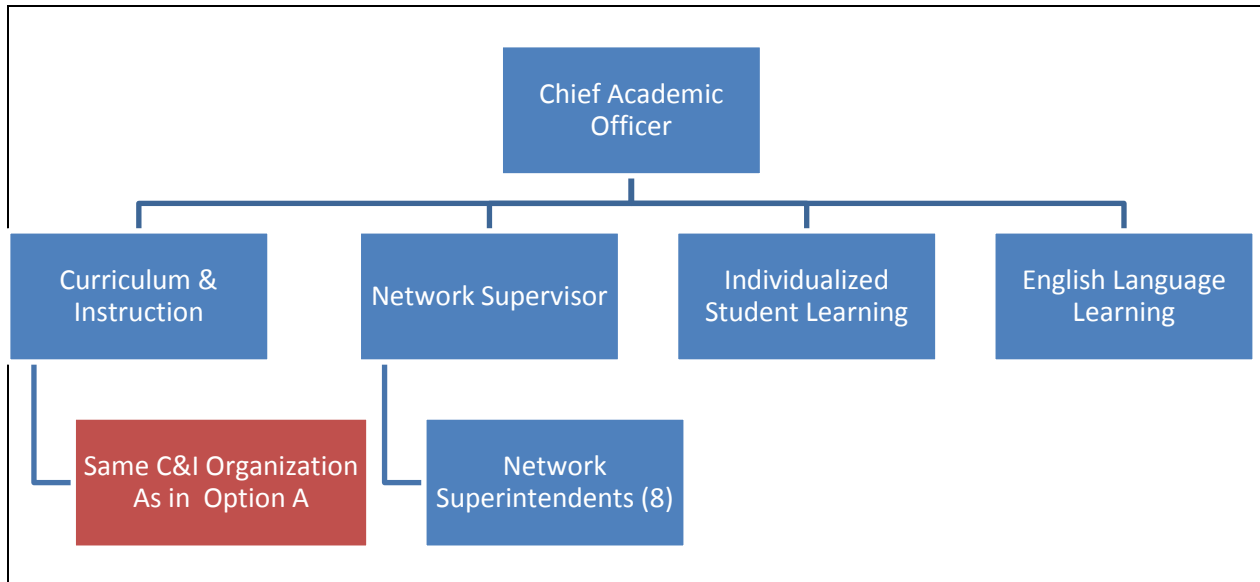 Chief Academic
Officer
Curriculum &
Instruction
Network Supervisor
Individualized
Student Learning
English Language
Learning
Same C&I Organization
As in Option A
Network
Superintendents (8)